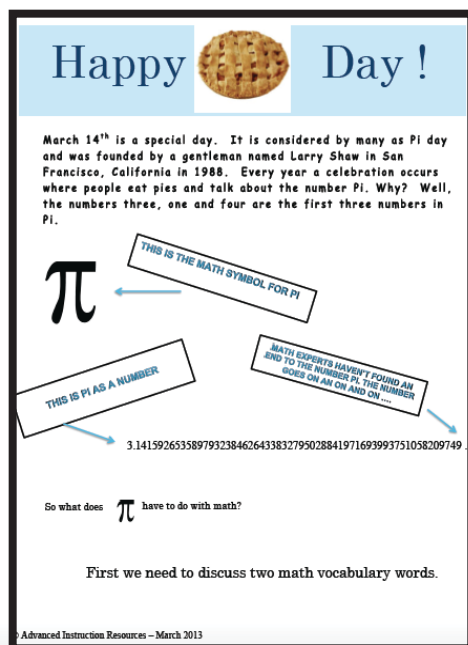 Happy Day !
March 14th is a special day. It is considered by many as Pi day
and was founded by a gentleman named Larry Shaw in San
Francisco, California in 1988. Every year a celebration occurs
where people eat pies and talk about the number Pi. Why? Well,
the numbers three, one and four are the first three numbers in
Pi.
THIS IS THE MATH SYMBOL FOR PI
π
.MATH EXPERTS HAVEN'T FOUND AN
.END TO THE NUMBER PI. THE NUMBER
GOES ON AN ON AND ON ....
THIS IS PI AS A NUMBER
3.1415926535897932384626433832795028841971693993751058209749 .
So what does π have to do with math?
First we need to discuss two math vocabulary words.
Advanced Instruction Resources – March 2013